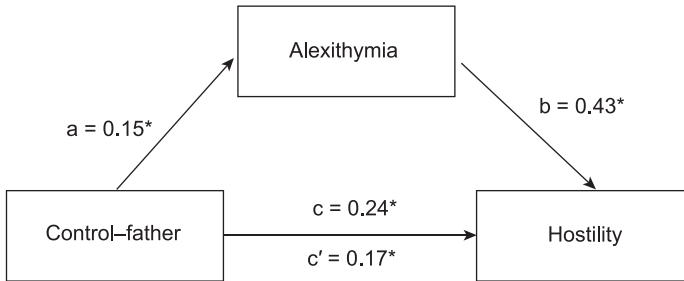 Alexithymia
a = 0.15*
b = 0.43*
Control–father
c = 0.24*
c′ = 0.17*
Hostility